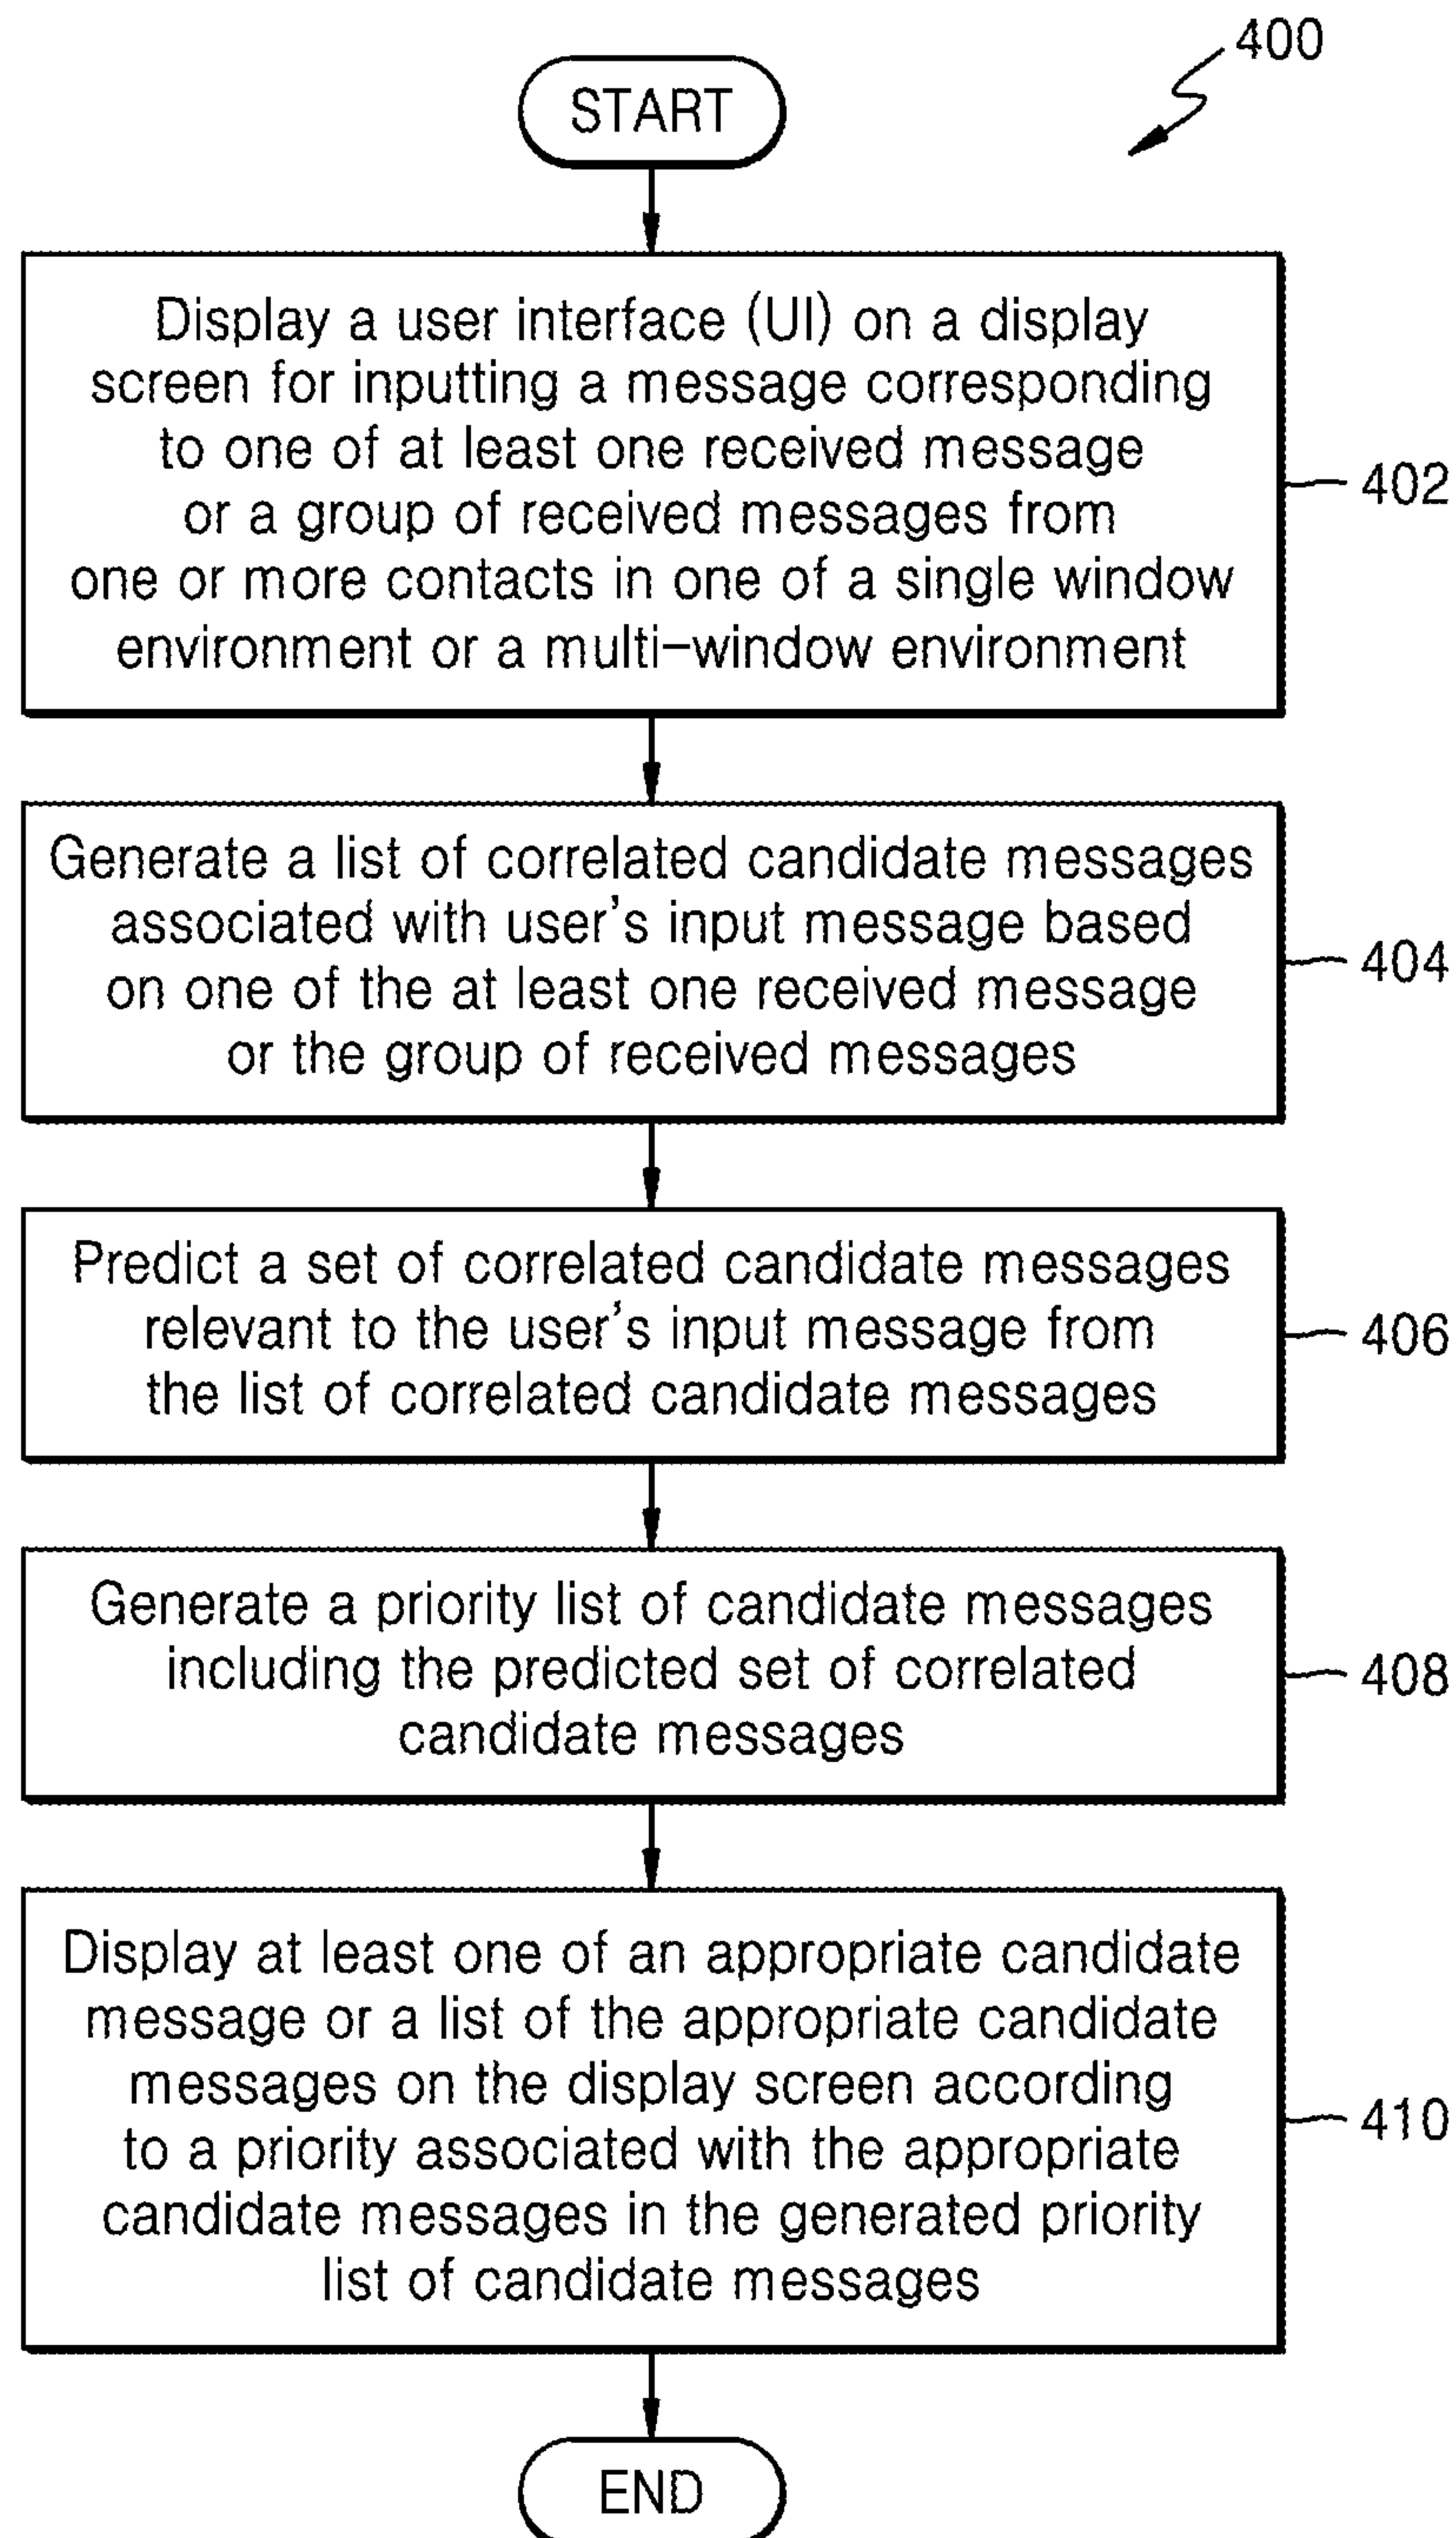 400
START
Display a user interface (UI) on a display
screen for inputting a message corresponding
to one of at least one received message
or a group of received messages from
one or more contacts in one of a single window
environment or a multi-window environment
402
Generate a list of correlated candidate messages
associated with user's input message based
on one of the at least one received message
or the group of received messages
404
Predict a set of correlated candidate messages
relevant to the user's input message from
the list of correlated candidate messages
406
Generate a priority list of candidate messages
including the predicted set of correlated
candidate messages
408
Display at least one of an appropriate candidate
message or a list of the appropriate candidate
messages on the display screen according
to a priority associated with the appropriate
candidate messages in the generated priority
list of candidate messages
410
END